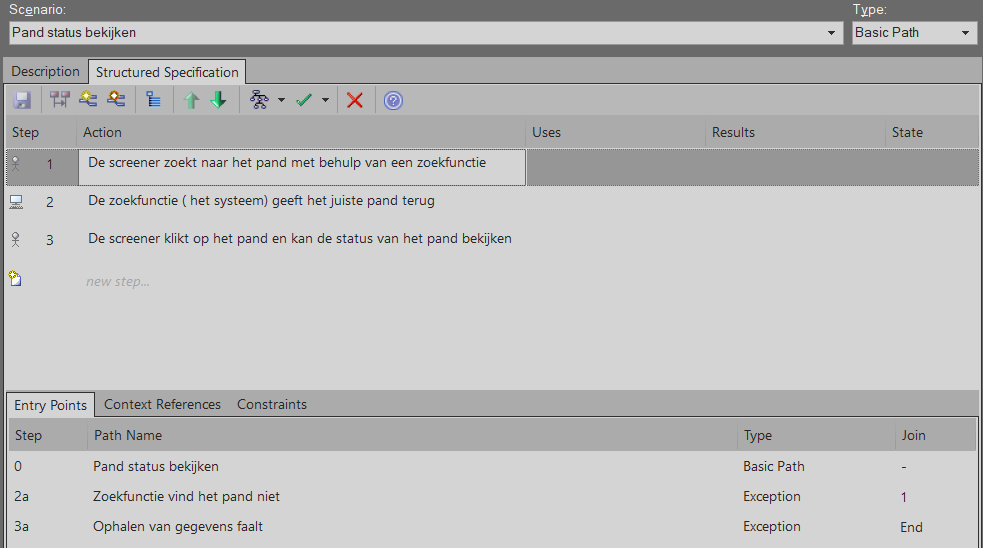 Scenario: Type:
Pand status bekijken Basic Path
Description Structured Specification
Step Action Uses Results State
1 De screener zoekt naar het pand met behulp van een zoekfunctie
2 De zoekfunctie ( het systeem) geeft het juiste pand terug
3 De screener klikt op het pand en kan de status van het pand bekijken
new step...
Entry Points Context References Constraints
Step Path Name Type Join
0 Pand status bekijken Basic Path -
2a Zoekfunctie vind het pand niet Exception 1
3a Ophalen van gegevens faalt Exception End